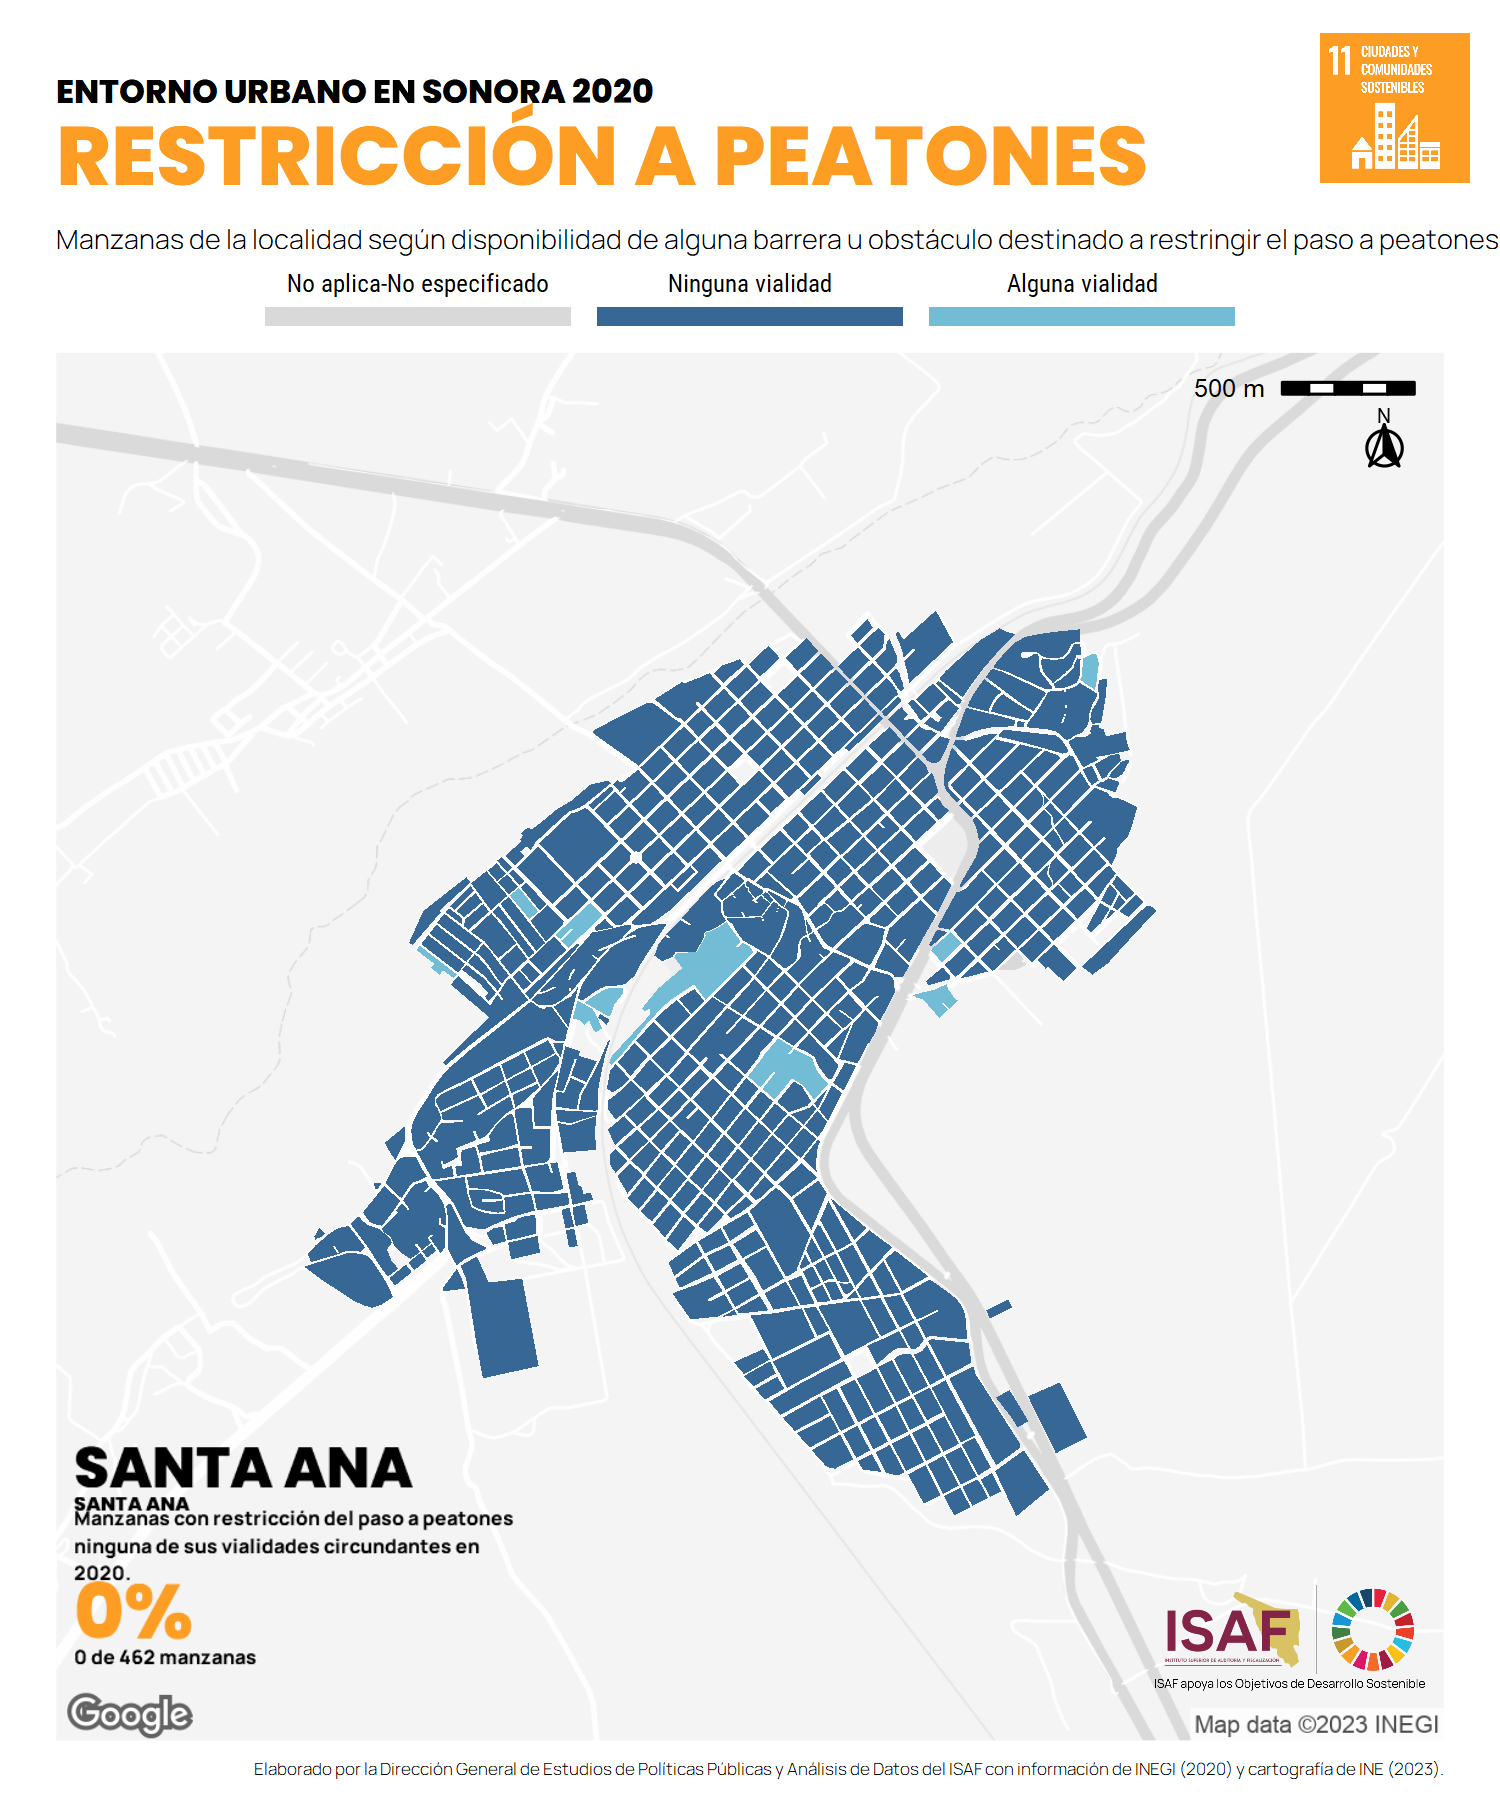 ENTORNO URBANO EN SONORA 2020
RESTRICCIÓN A PEATONES
11 CIUDADES Y
COMUNIDADES
SOSTENIBLES
Manzanas de la localidad según disponibilidad de alguna barrera u obstáculo destinado a restringir el paso a peatones
No aplica-No especificado
Ninguna vialidad
Alguna vialidad
500 m
N
SANTA ANA
SANTA ANA
Manzanas con restricción del paso a peatones
ninguna de sus vialidades circundantes en
2020.
0%
0 de 462 manzanas
Google
ISAF
INSTITUTO SUPERIOR DE AUDITORÍA Y FISCALIZACIÓN
ISAF apoya los Objetivos de Desarrollo Sostenible
Map data ©2023 INEGI
Elaborado por la Dirección General de Estudios de Políticas Públicas y Análisis de Datos del ISAF con información de INEGI (2020) y cartografía de INE (2023).